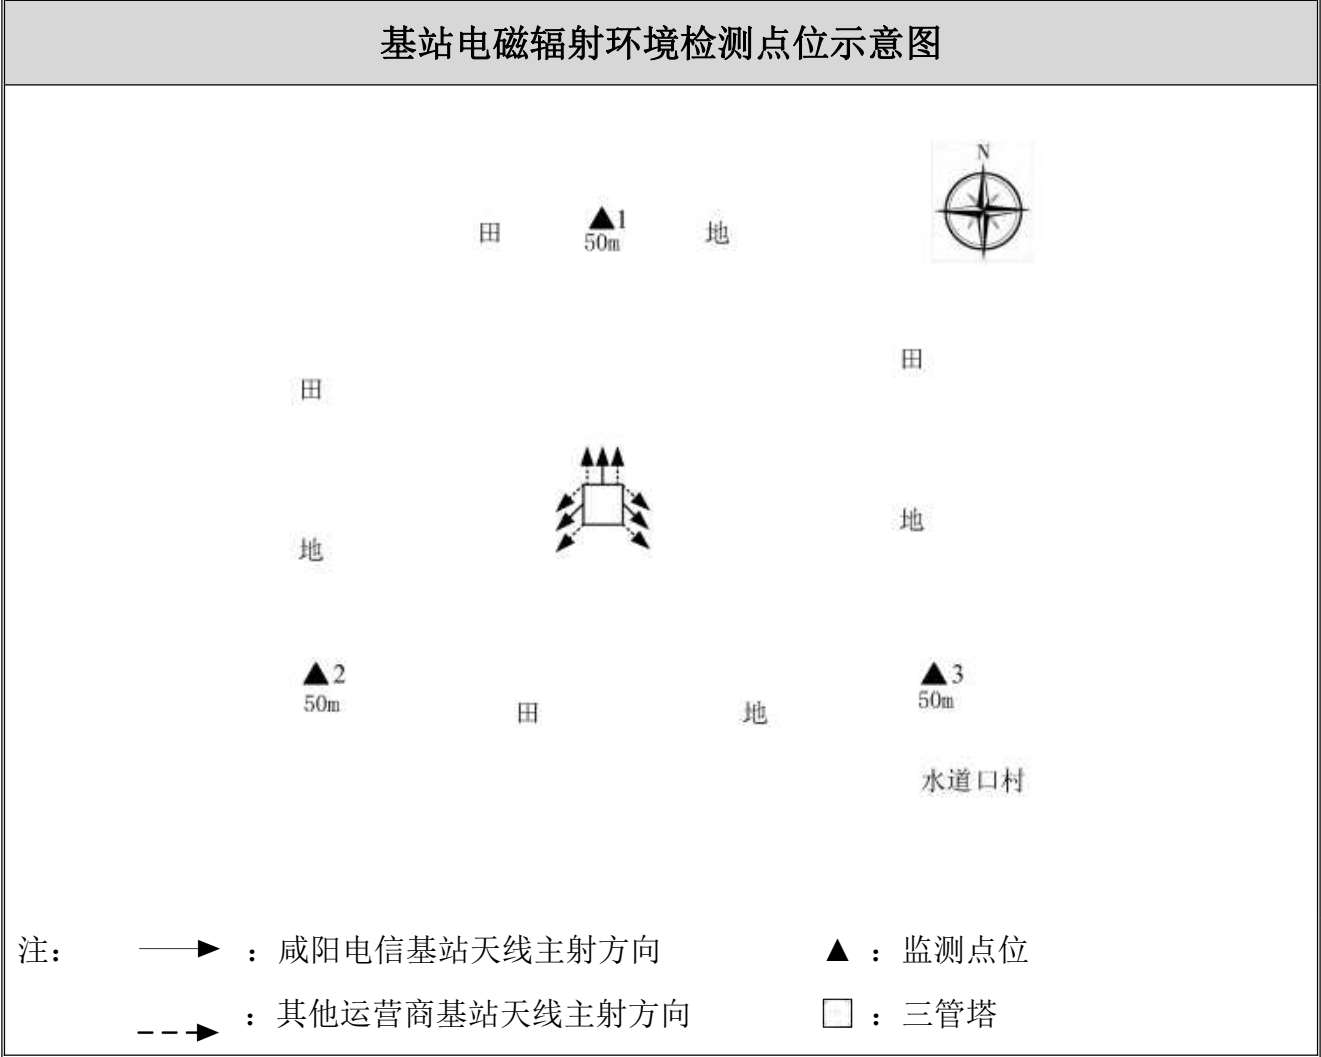 基站电磁辐射环境检测点位示意图
N
田 ▲1 地
50m
田
田
地
地
▲2
50m
▲3
50m
田 地
水道口村
注： ：咸阳电信基站天线主射方向 ▲：监测点位
：其他运营商基站天线主射方向 ：三管塔